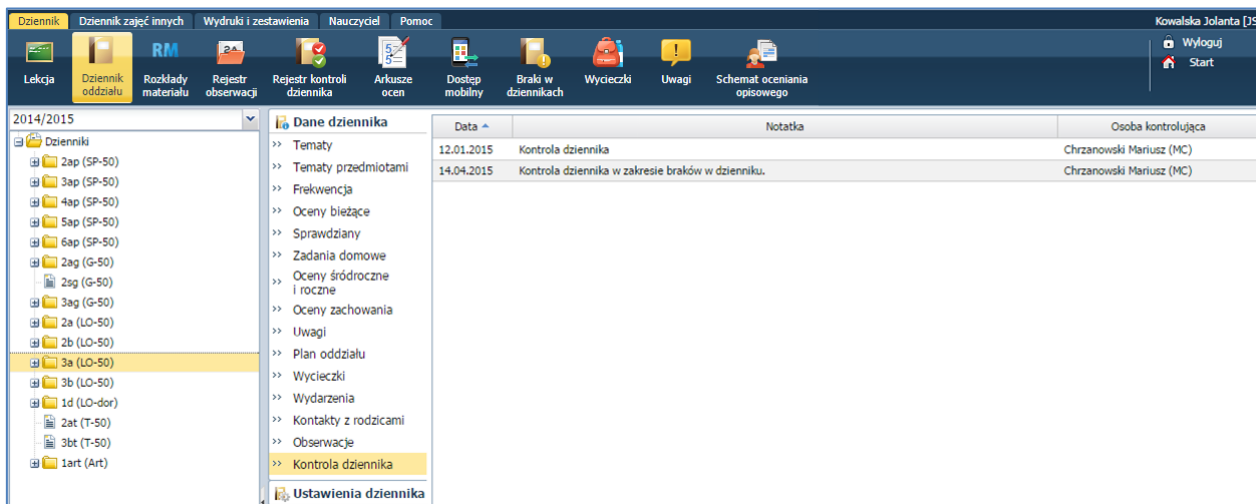 Dziennik Dziennik zajęć innych Wydruki i zestawienia Nauczyciel Pomoc Kowalska Jolanta [JS
Lekcja
Dziennik
oddziału
RM
Rozkłady
materiału
Rejestr
obserwacji
Rejestr kontroli
dziennika
Arkusze
ocen
Dostęp
mobilny
Braki w
dziennikach
Wycieczki
Uwagi
Schemat oceniania
opisowego
Wyloguj
Start
2014/2015
Dzienniki
2ap (SP-50)
3ap (SP-50)
4ap (SP-50)
5ap (SP-50)
6ap (SP-50)
2ag (G-50)
2sg (G-50)
3ag (G-50)
2a (LO-50)
2b (LO-50)
3a (LO-50)
3b (LO-50)
1d (LO-dor)
2at (T-50)
3bt (T-50)
1art (Art)
Dane dziennika
>> Tematy
>> Tematy przedmiotami
>> Frekwencja
>> Oceny bieżące
>> Sprawdziany
>> Zadania domowe
>> Oceny śródroczne
i roczne
>> Oceny zachowania
>> Uwagi
>> Plan oddziału
>> Wycieczki
>> Wydarzenia
>> Kontakty z rodzicami
>> Obserwacje
>> Kontrola dziennika
Ustawienia dziennika
Data Notatka Osoba kontrolująca
12.01.2015 Kontrola dziennika Chrzanowski Mariusz (MC)
14.04.2015 Kontrola dziennika w zakresie braków w dzienniku. Chrzanowski Mariusz (MC)